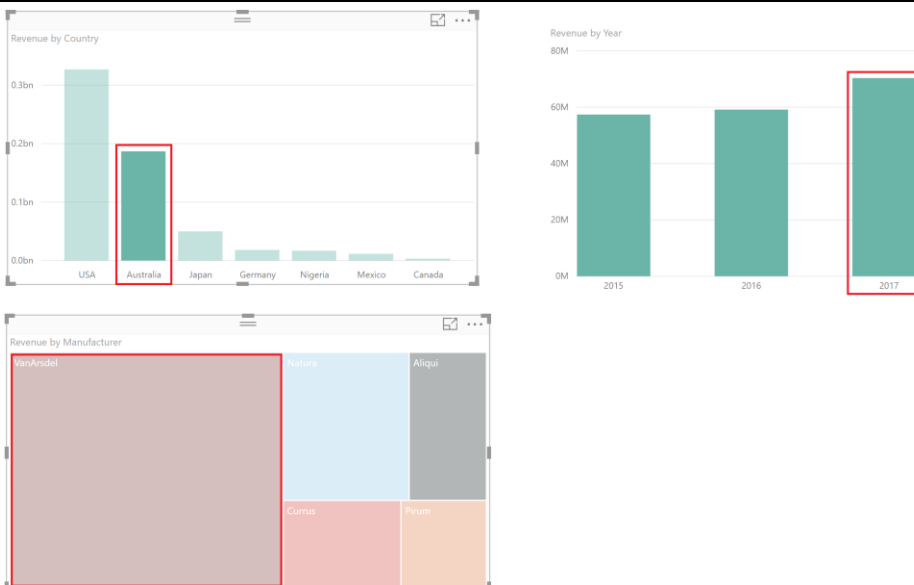 Revenue by Country
0.3bn
0.2bn
0.1bn
0.0bn
USA Australia Japan Germany Nigeria Mexico Canada
Revenue by Year
80M
60M
40M
20M
0M
2015 2016 2017
Revenue by Manufacturer
VanArsdel Natura Aliqui
Currus Pirum